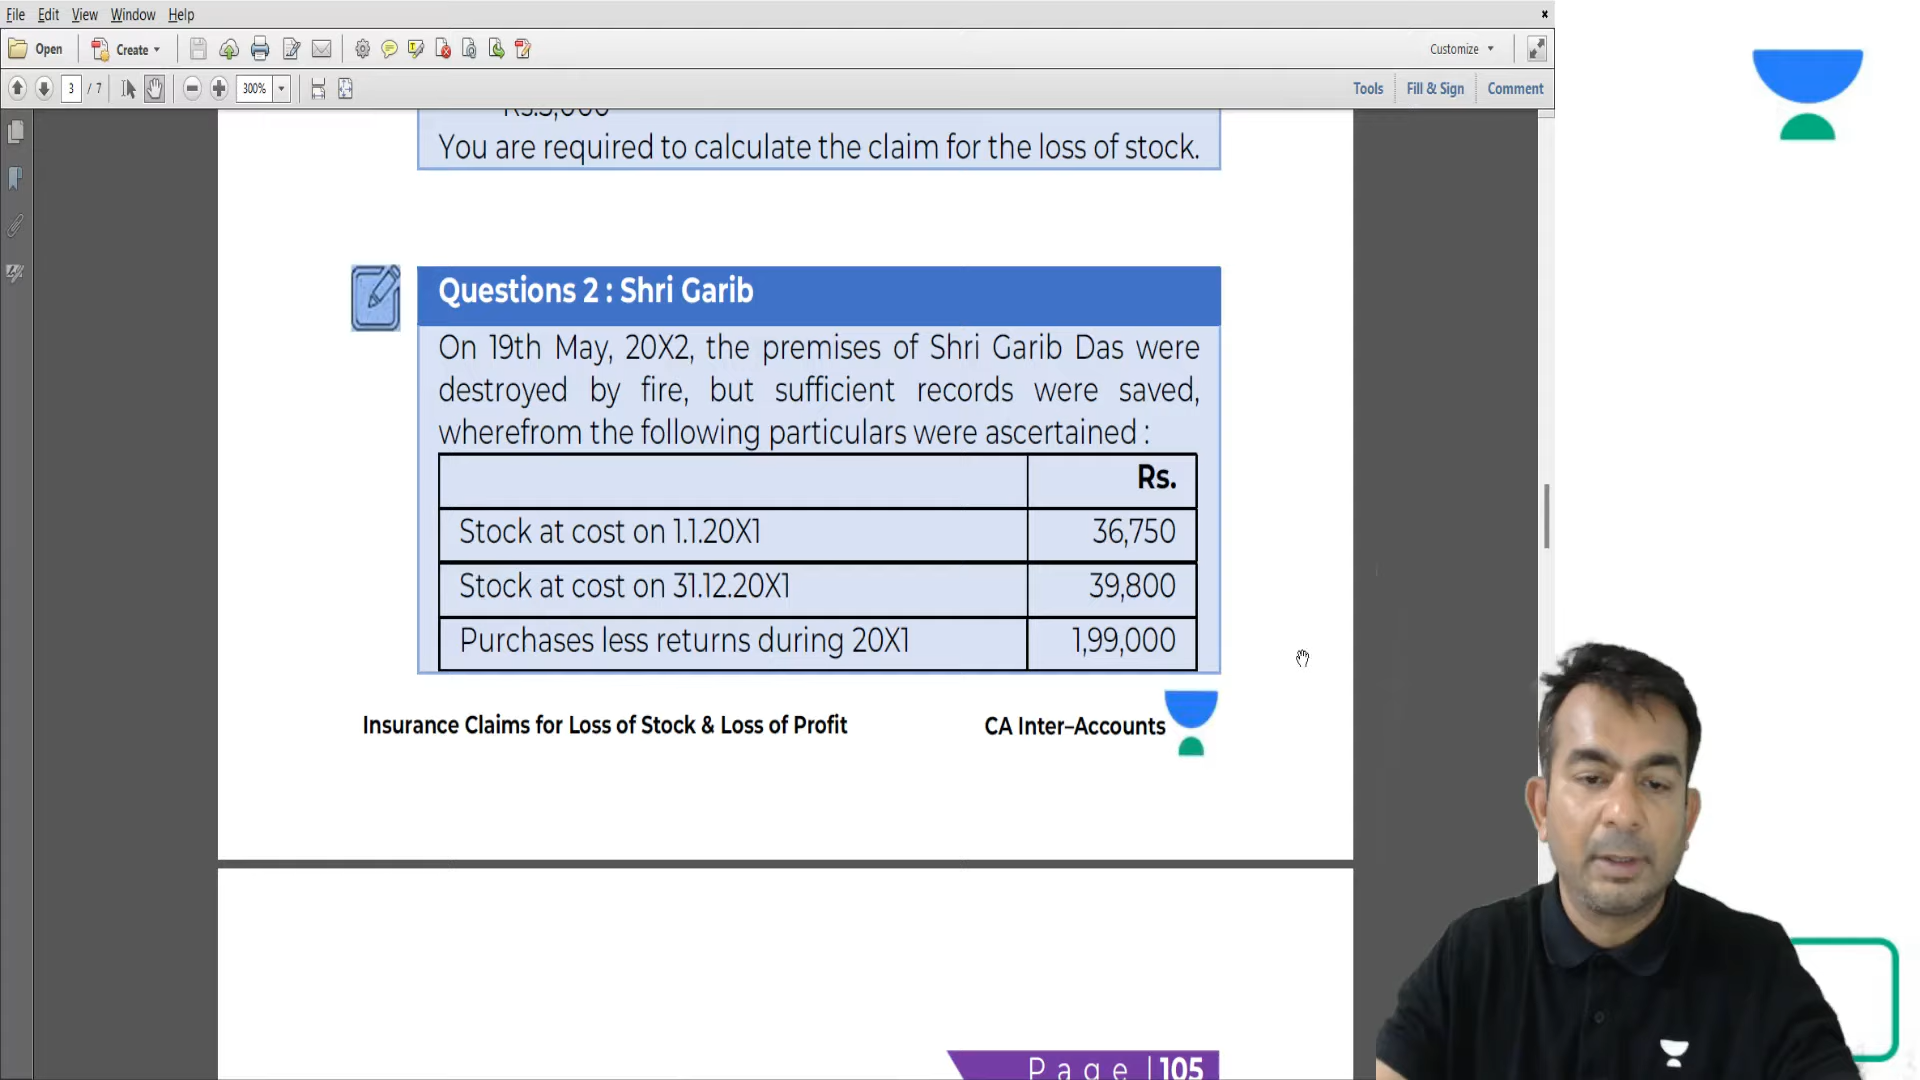 File Edit View Window Help
Open Create Customize
3 / 7 300% Tools Fill & Sign Comment
Rs.5,000
You are required to calculate the claim for the loss of stock.
Questions 2 : Shri Garib
On 19th May, 20X2, the premises of Shri Garib Das were
destroyed by fire, but sufficient records were saved,
wherefrom the following particulars were ascertained :
Rs.
Stock at cost on 1.1.20X1 36,750
Stock at cost on 31.12.20X1 39,800
Purchases less returns during 20X1 1,99,000
Insurance Claims for Loss of Stock & Loss of Profit CA Inter–Accounts
Page | 105